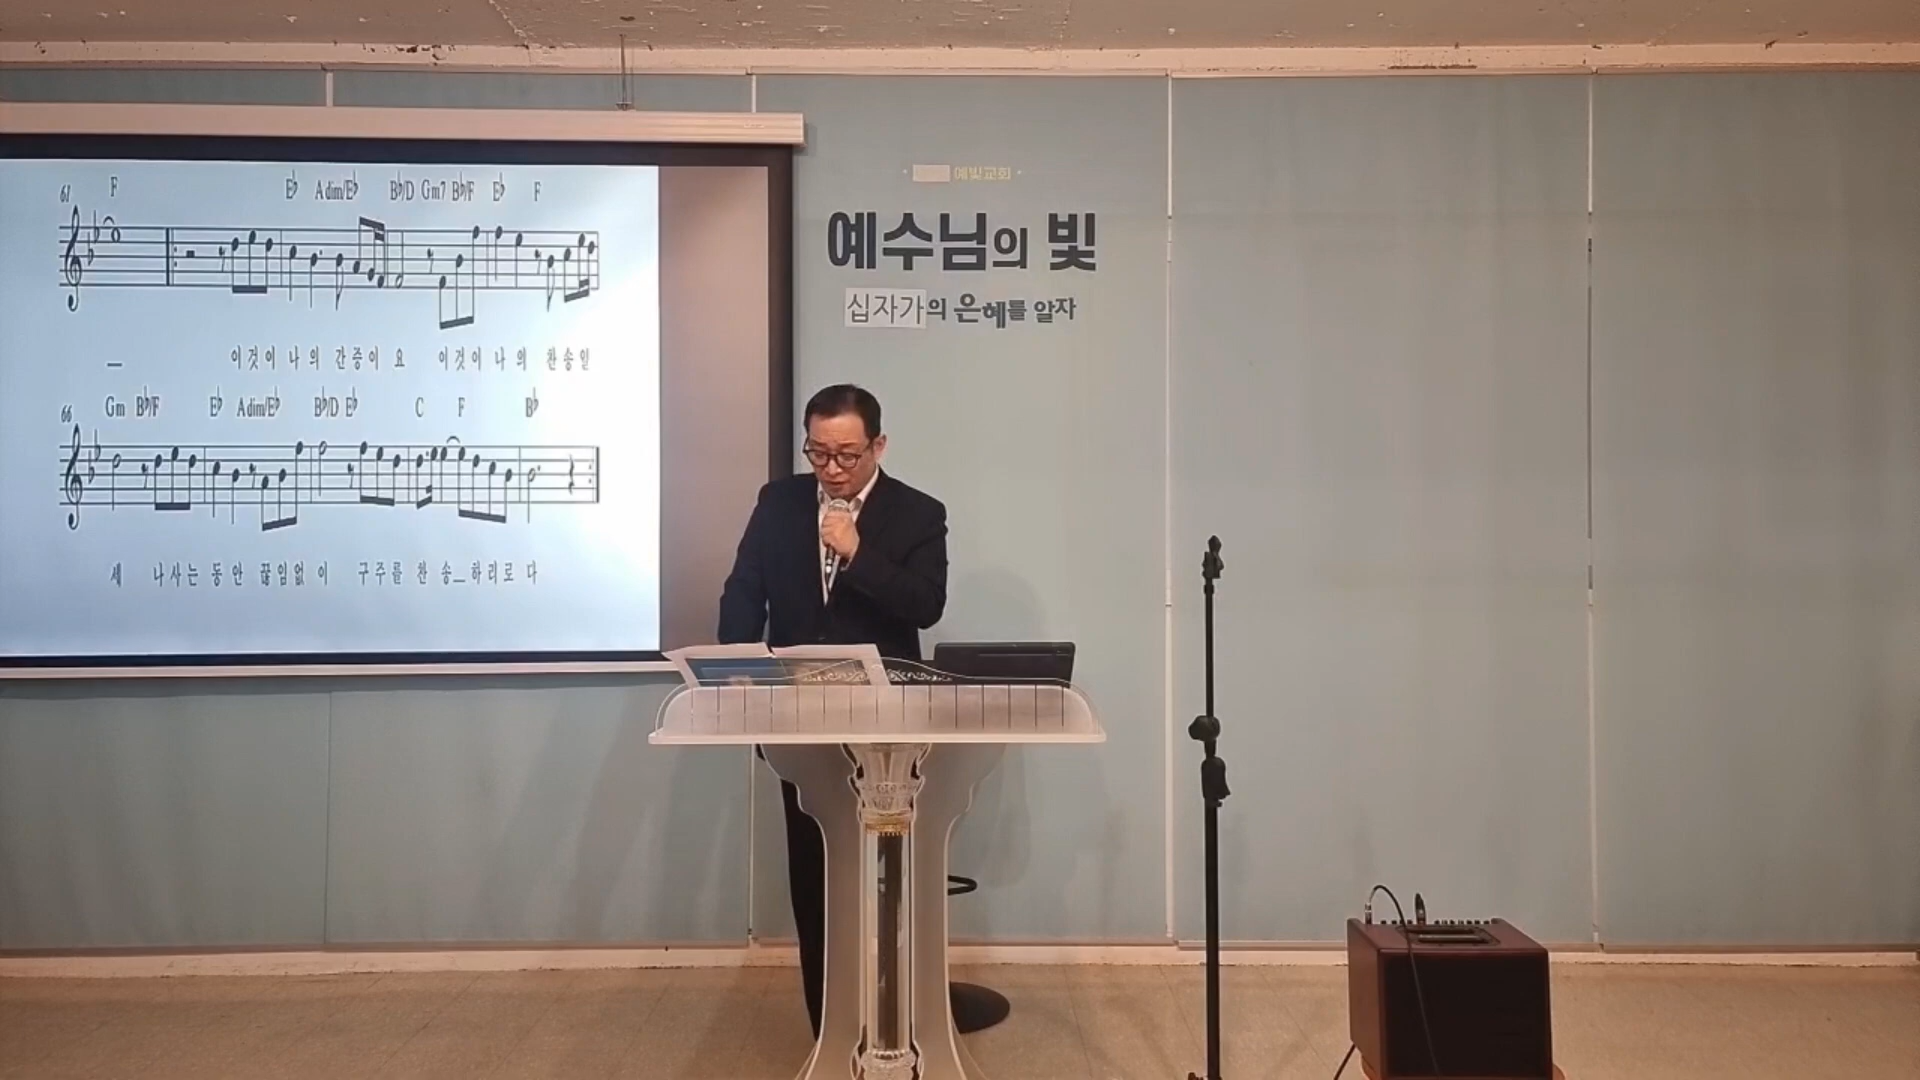 61 F E♭ Adim/E♭ B♭/D Gm7 B♭/F E♭ F
이것이 나의 간증이 요 이것이 나의 찬송일
66 Gm B♭/F E♭ Adim/E♭ B♭/D E♭ C F B♭
세 나사는 동안 끊임없 이 구주를 찬 송_하리로 다
예빛교회
예수님의 빛
십자가의 은혜를 알자